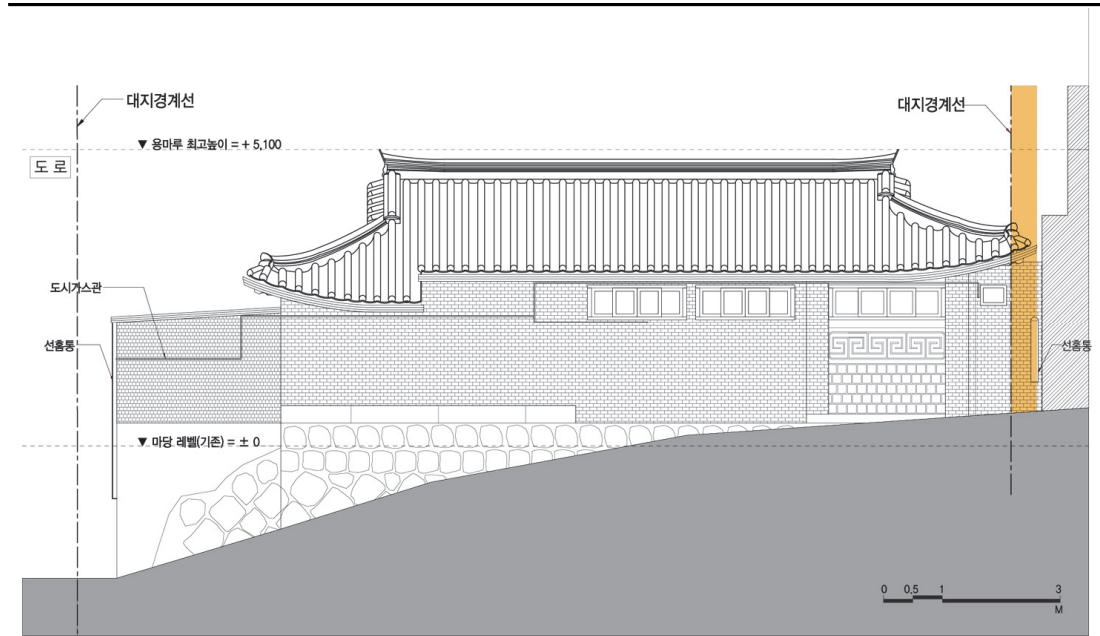 대지경계선
대지경계선
▼ 용마루 최고높이 = + 5,100
도 로
도시가스관
선홈통
선홈통
▼ 마당 레벨(기존) = ± 0
0 0.5 1 3
M